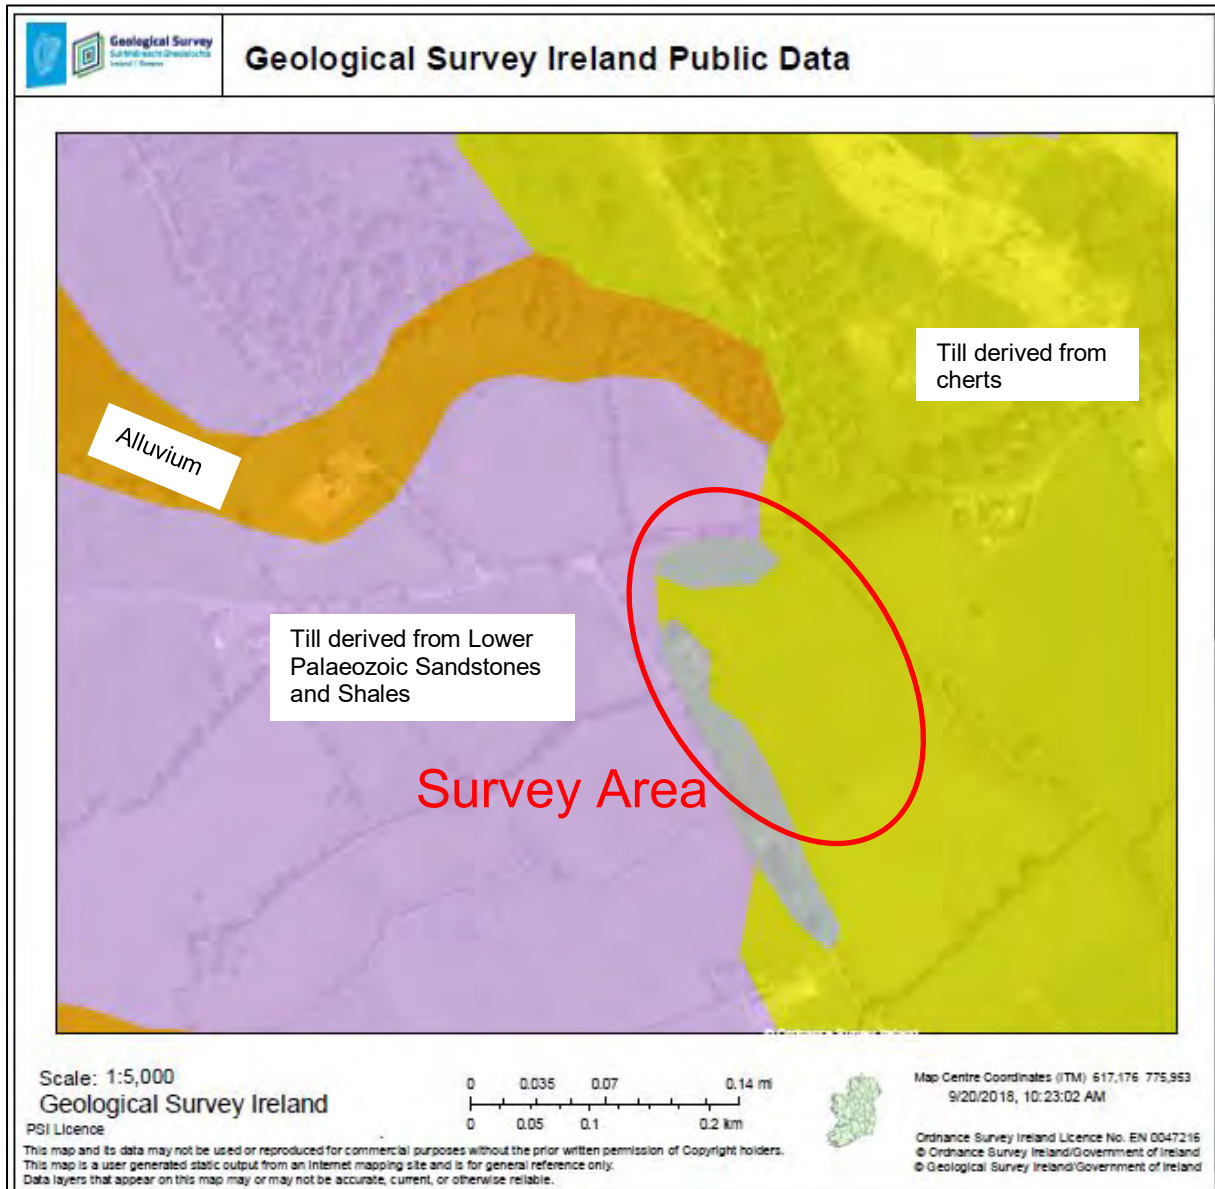 Geological Survey
Ireland | Éireann
Geological Survey Ireland Public Data
Till derived from
cherts
Alluvium
Till derived from Lower
Palaeozoic Sandstones
and Shales
Survey Area
© Ordnance Survey Ireland
Scale: 1:5,000
Geological Survey Ireland
PSI Licence
0 0.035 0.07 0.14 mi
0 0.05 0.1 0.2 km
Map Centre Coordinates (ITM) 617,176 775,953
9/20/2018, 10:23:02 AM
This map and its data may not be used or reproduced for commercial purposes without the prior written permission of Copyright holders.
This map is a user generated static output from an Internet mapping site and is for general reference only.
Data layers that appear on this map may or may not be accurate, current, or otherwise reliable.
Ordnance Survey Ireland Licence No. EN 0047216
© Ordnance Survey Ireland/Government of Ireland
© Geological Survey Ireland/Government of Ireland